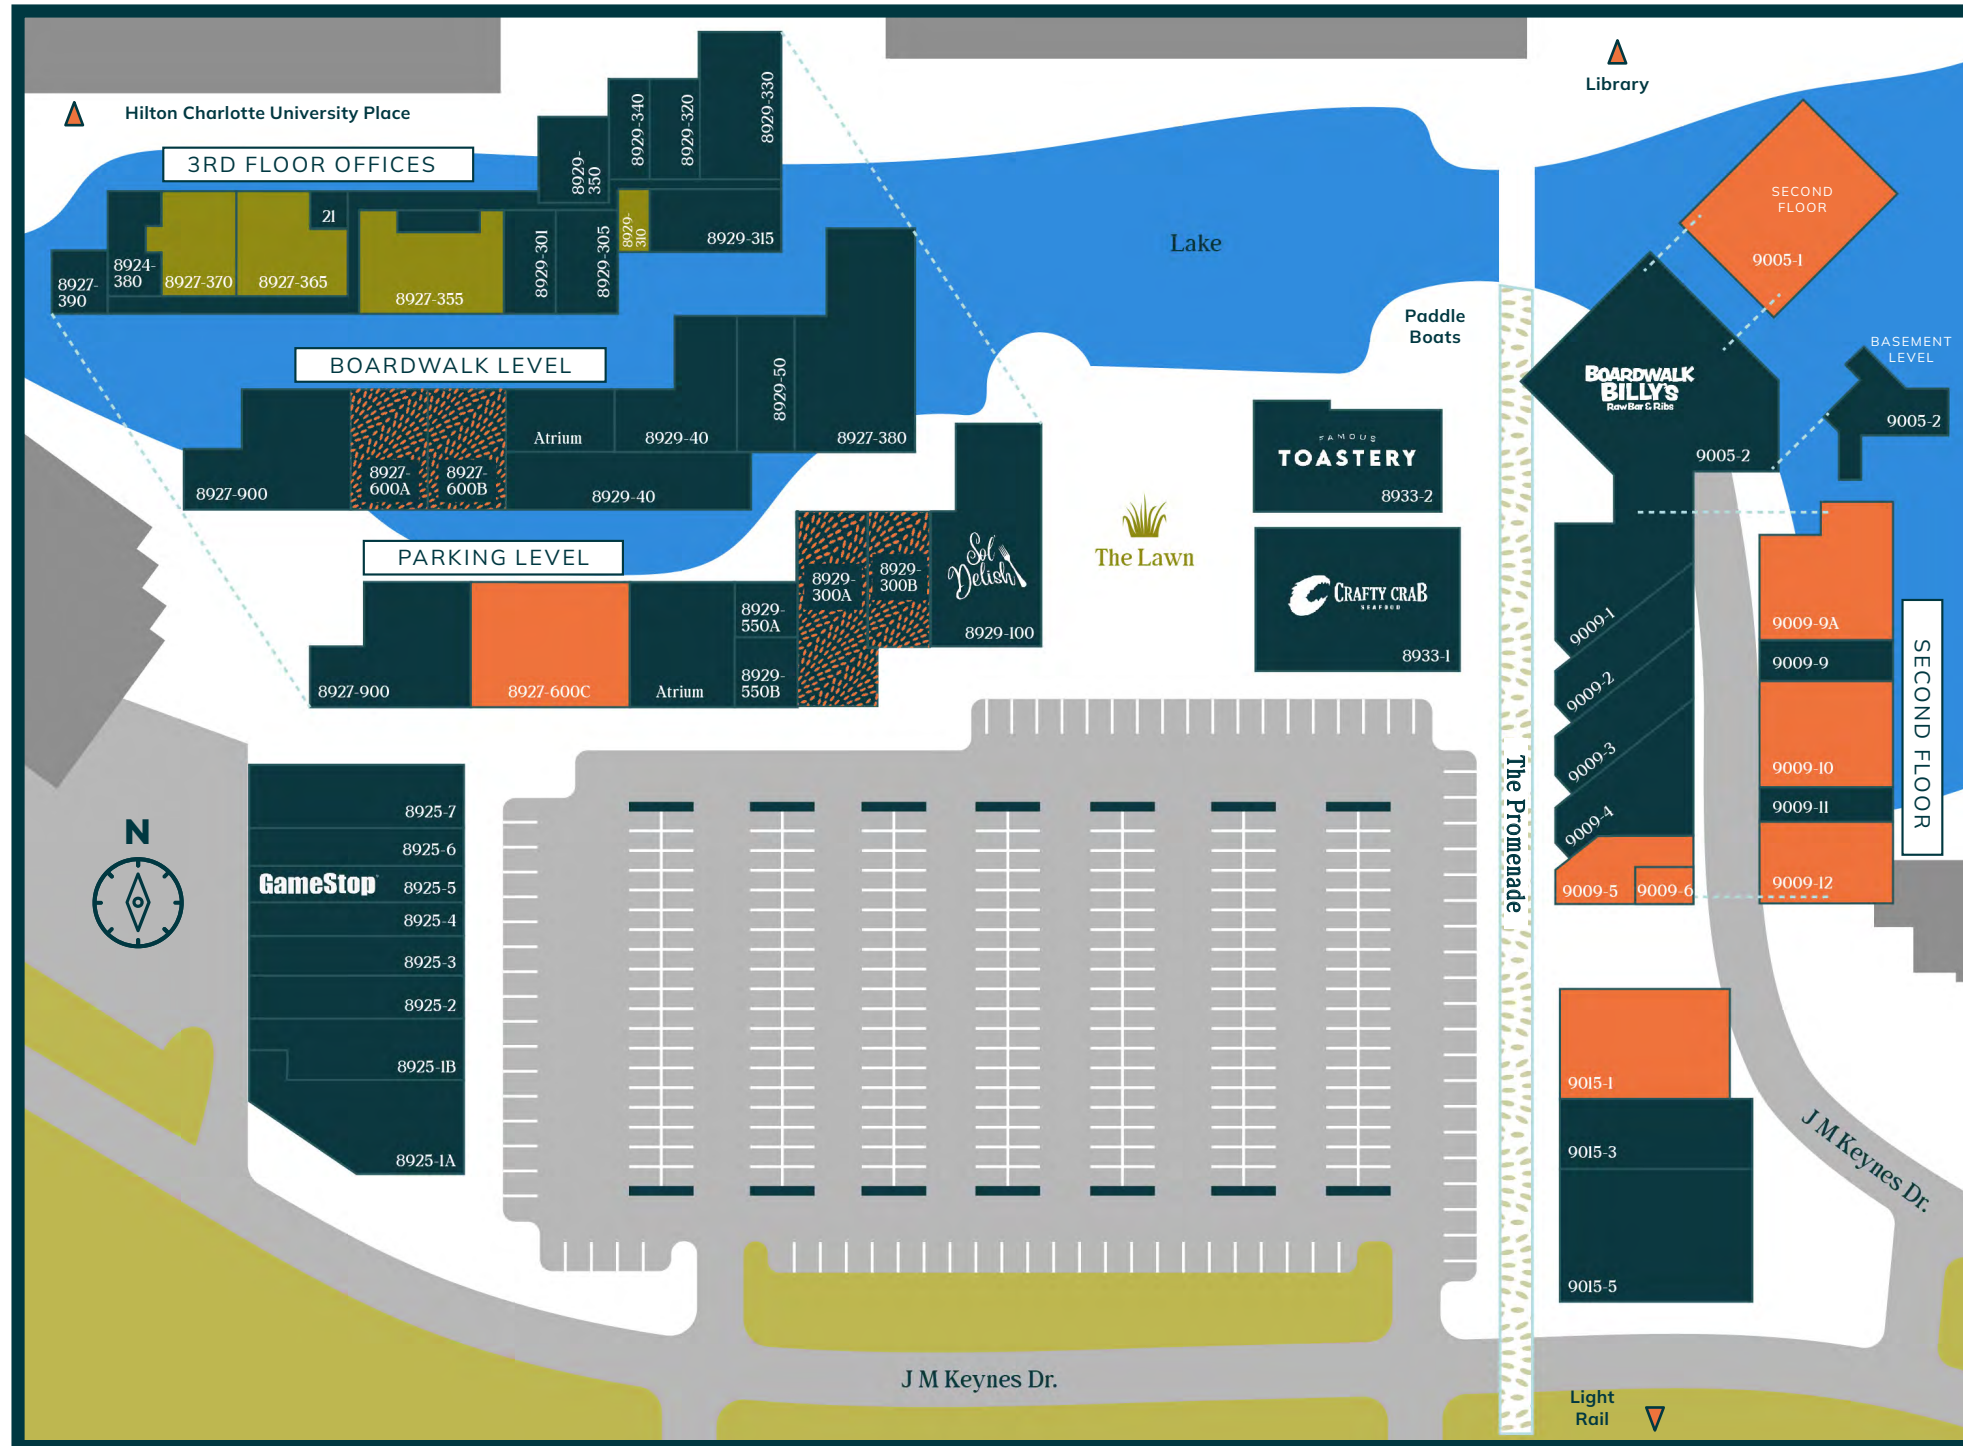 Library
Hilton Charlotte University Place
3RD FLOOR OFFICES
8929-
350
8929-340
8929-320
8929-330
21
8927-
390
8924-
380
8927-370
8927-365
8927-355
8929-301
8929-305
8929-
310
8929-315
Lake
SECOND
FLOOR
9005-1
Paddle
Boats
BASEMENT
LEVEL
9005-2
BOARDWALK LEVEL
8927-900
8927-
600A
8927-
600B
Atrium
8929-40
8929-50
8927-380
8929-40
BOARDWALK
BILLY'S
Raw Bar & Ribs
9005-2
FAMOUS
TOASTERY
8933-2
The Lawn
CRAFTY CRAB
SEAFOOD
8933-1
PARKING LEVEL
8927-900
8927-600C
Atrium
8929-
550A
8929-
550B
8929-
300A
8929-
300B
Sol
Delish
8929-100
9009-1
9009-2
9009-3
9009-4
9009-5
9009-6
9009-9A
9009-9
9009-10
9009-11
9009-12
SECOND FLOOR
The Promenade
N
8925-7
8925-6
GameStop
8925-5
8925-4
8925-3
8925-2
8925-1B
8925-1A
9015-1
9015-3
9015-5
J M Keynes Dr.
J M Keynes Dr.
Light
Rail